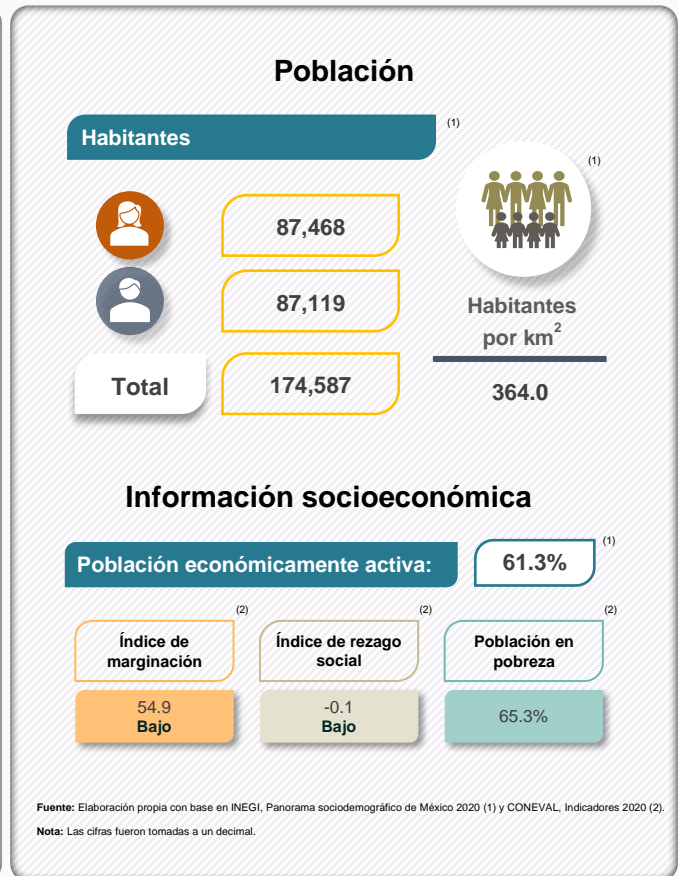 Población
Habitantes
(1)
(1)
87,468
87,119
Total
174,587
Habitantes
por km²
364.0
Información socioeconómica
Población económicamente activa:
61.3%
(1)
(2)
(2)
(2)
Índice de
marginación
Índice de rezago
social
Población en
pobreza
54.9
Bajo
-0.1
Bajo
65.3%
Fuente: Elaboración propia con base en INEGI, Panorama sociodemográfico de México 2020 (1) y CONEVAL, Indicadores 2020 (2).
Nota: Las cifras fueron tomadas a un decimal.